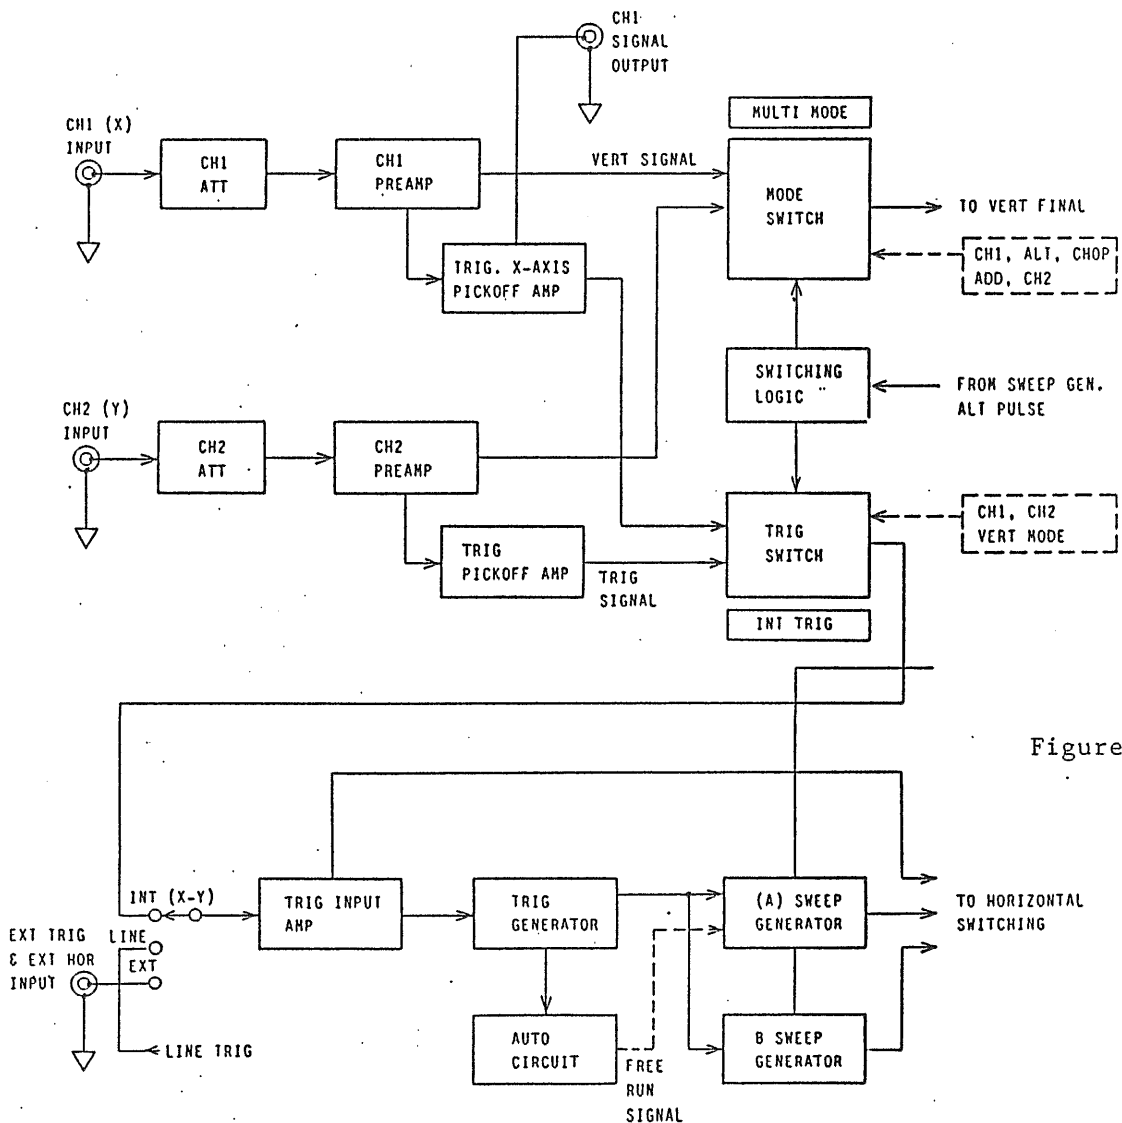 CH1
SIGNAL
OUTPUT
MULTI MODE
CH1 (X)
INPUT
CH1
ATT
CH1
PREAMP
VERT SIGNAL
MODE
SWITCH
TO VERT FINAL
TRIG. X-AXIS
PICKOFF AMP
CH1, ALT, CHOP
ADD, CH2
SWITCHING
LOGIC
FROM SWEEP GEN.
ALT PULSE
CH2 (Y)
INPUT
CH2
ATT
CH2
PREAMP
TRIG
PICKOFF AMP
TRIG
SIGNAL
TRIG
SWITCH
CH1, CH2
VERT MODE
INT TRIG
Figure
INT (X-Y)
TRIG INPUT
AMP
TRIG
GENERATOR
(A) SWEEP
GENERATOR
TO HORIZONTAL
SWITCHING
EXT TRIG
& EXT HOR
INPUT
LINE
EXT
LINE TRIG
AUTO
CIRCUIT
FREE
RUN
SIGNAL
B SWEEP
GENERATOR